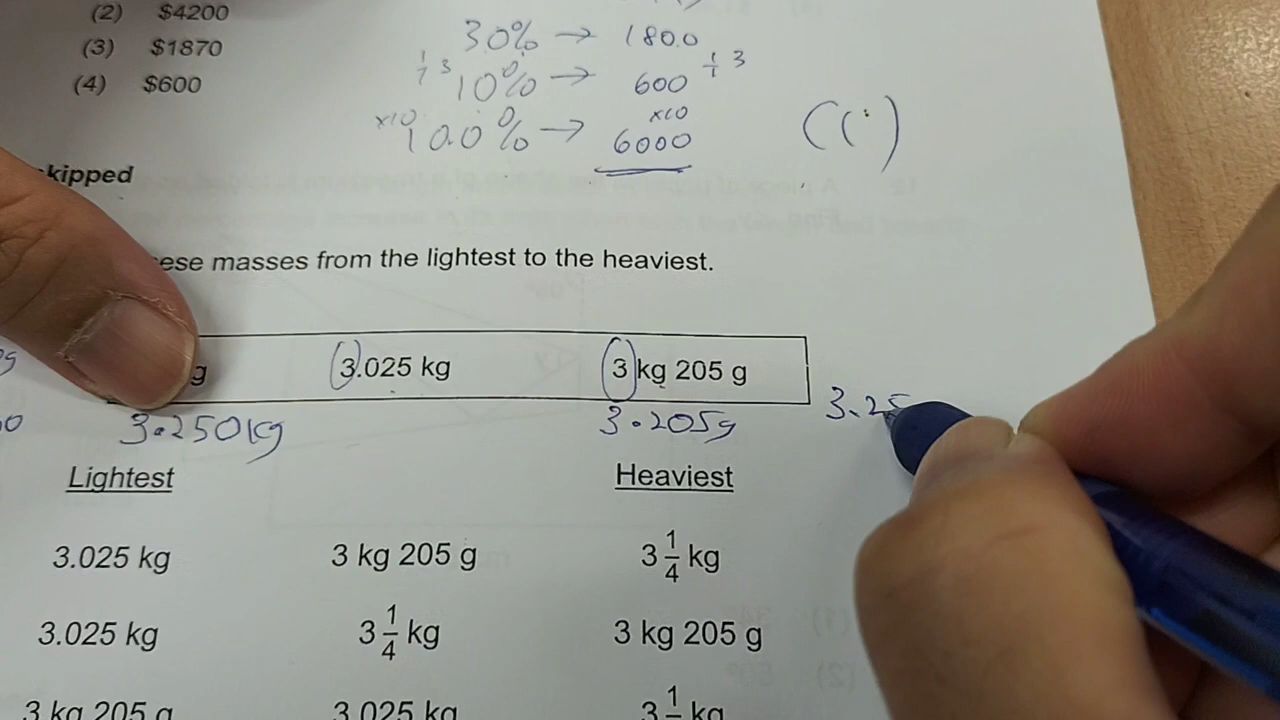 (2) $4200
(3) $1870
(4) $600
30% → 1800
10% → 600
×10 ×10
100% → 6000
kipped
ese masses from the lightest to the heaviest.
g 3.025 kg 3 kg 205 g
3.250kg 3.205g 3.25
Lightest Heaviest
3.025 kg 3 kg 205 g 3 1/4 kg
3.025 kg 3 1/4 kg 3 kg 205 g
3 kg 205 g 3.025 kg 3 1 kg